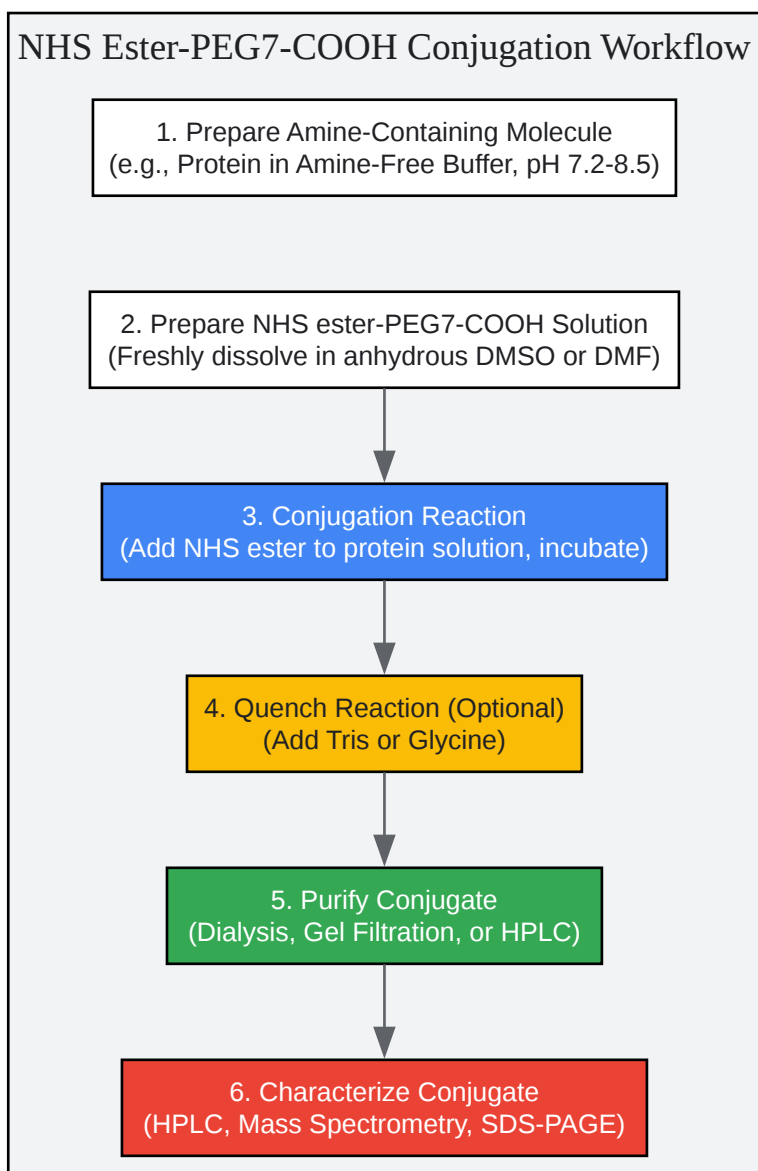 NHS Ester-PEG7-COOH Conjugation Workflow
1. Prepare Amine-Containing Molecule
(e.g., Protein in Amine-Free Buffer, pH 7.2-8.5)
2. Prepare NHS ester-PEG7-COOH Solution
(Freshly dissolve in anhydrous DMSO or DMF)
3. Conjugation Reaction
(Add NHS ester to protein solution, incubate)
4. Quench Reaction (Optional)
(Add Tris or Glycine)
5. Purify Conjugate
(Dialysis, Gel Filtration, or HPLC)
6. Characterize Conjugate
(HPLC, Mass Spectrometry, SDS-PAGE)